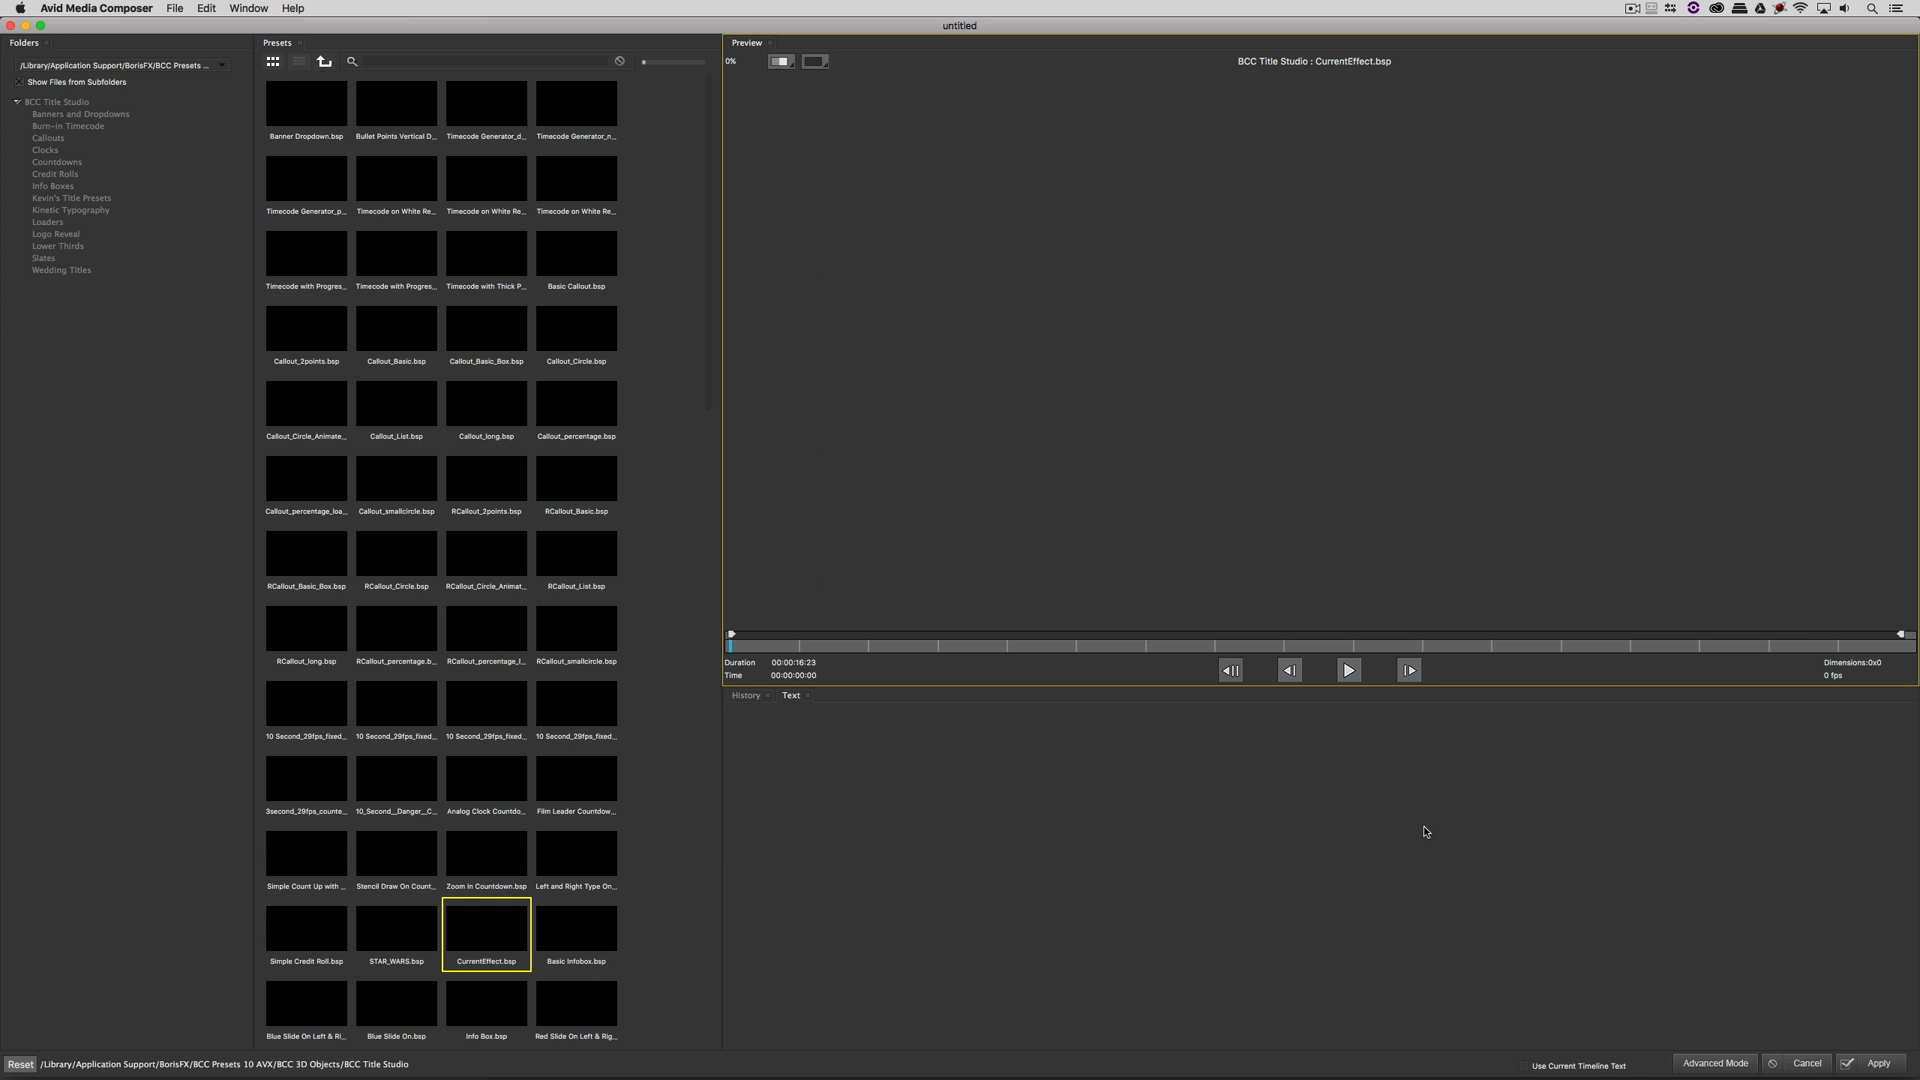 Avid Media Composer File Edit Window Help
untitled
Folders
/Library/Application Support/BorisFX/BCC Presets ...
Show Files from Subfolders
BCC Title Studio
Banners and Dropdowns
Burn-in Timecode
Callouts
Clocks
Countdowns
Credit Rolls
Info Boxes
Kevin's Title Presets
Kinetic Typography
Loaders
Logo Reveal
Lower Thirds
Slates
Wedding Titles
Presets
Banner Dropdown.bsp Bullet Points Vertical D... Timecode Generator_d... Timecode Generator_n...
Timecode Generator_p... Timecode on White Re... Timecode on White Re... Timecode on White Re...
Timecode with Progres... Timecode with Progres... Timecode with Thick P... Basic Callout.bsp
Callout_2points.bsp Callout_Basic.bsp Callout_Basic_Box.bsp Callout_Circle.bsp
Callout_Circle_Animate... Callout_List.bsp Callout_long.bsp Callout_percentage.bsp
Callout_percentage_loa... Callout_smallcircle.bsp RCallout_2points.bsp RCallout_Basic.bsp
RCallout_Basic_Box.bsp RCallout_Circle.bsp RCallout_Circle_Animat... RCallout_List.bsp
RCallout_long.bsp RCallout_percentage.b... RCallout_percentage_l... RCallout_smallcircle.bsp
10 Second_29fps_fixed... 10 Second_29fps_fixed... 10 Second_29fps_fixed... 10 Second_29fps_fixed...
3second_29fps_counte... 10_Second__Danger__C... Analog Clock Countdo... Film Leader Countdow...
Simple Count Up with ... Stencil Draw On Count... Zoom In Countdown.bsp Left and Right Type On...
Simple Credit Roll.bsp STAR_WARS.bsp CurrentEffect.bsp Basic Infobox.bsp
Blue Slide On Left & Ri... Blue Slide On.bsp Info Box.bsp Red Slide On Left & Rig...
Preview
0% BCC Title Studio : CurrentEffect.bsp
Duration 00:00:16:23 Dimensions:0x0
Time 00:00:00:00 0 fps
History Text
Reset /Library/Application Support/BorisFX/BCC Presets 10 AVX/BCC 3D Objects/BCC Title Studio
Use Current Timeline Text Advanced Mode Cancel Apply